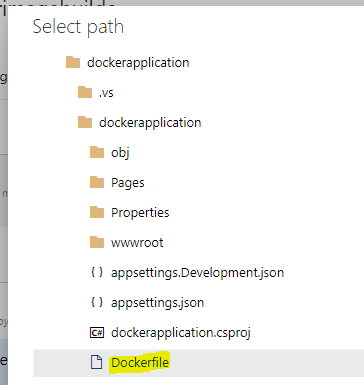 Select path
dockerapplication
.vs
dockerapplication
obj
Pages
Properties
wwwroot
{ } appsettings.Development.json
{ } appsettings.json
C# dockerapplication.csproj
Dockerfile